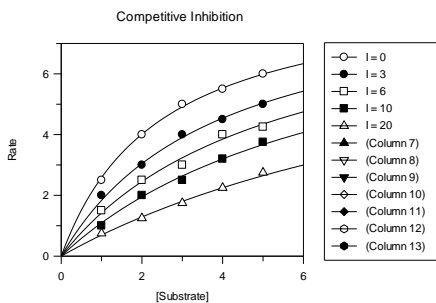 Competitive Inhibition
6
4
2
0
Rate
0
2
4
6
[Substrate]
I = 0
I = 3
I = 6
I = 10
I = 20
(Column 7)
(Column 8)
(Column 9)
(Column 10)
(Column 11)
(Column 12)
(Column 13)